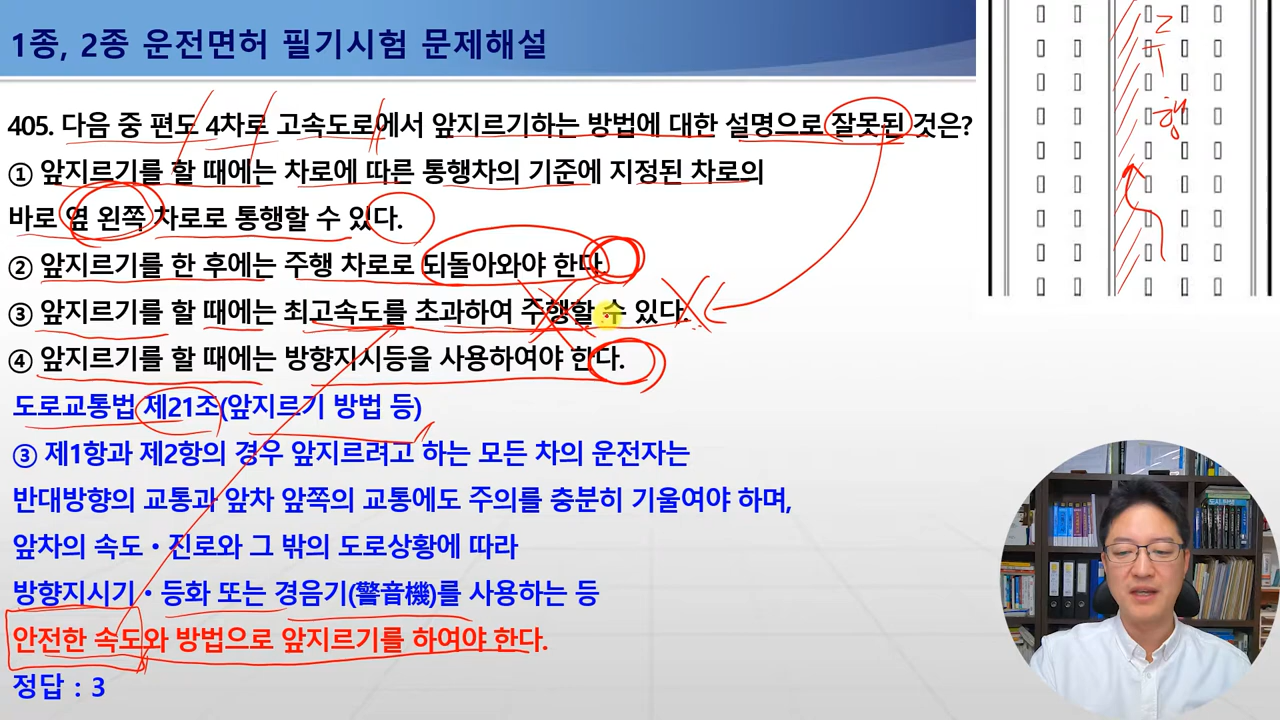 1종, 2종 운전면허 필기시험 문제해설
405. 다음 중 편도 4차로 고속도로에서 앞지르기하는 방법에 대한 설명으로 잘못된 것은?
① 앞지르기를 할 때에는 차로에 따른 통행차의 기준에 지정된 차로의
바로 옆 왼쪽 차로로 통행할 수 있다.
② 앞지르기를 한 후에는 주행 차로로 되돌아와야 한다.
③ 앞지르기를 할 때에는 최고속도를 초과하여 주행할 수 있다.
④ 앞지르기를 할 때에는 방향지시등을 사용하여야 한다.
도로교통법 제21조(앞지르기 방법 등)
③ 제1항과 제2항의 경우 앞지르려고 하는 모든 차의 운전자는
반대방향의 교통과 앞차 앞쪽의 교통에도 주의를 충분히 기울여야 하며,
앞차의 속도·진로와 그 밖의 도로상황에 따라
방향지시기·등화 또는 경음기(警音機)를 사용하는 등
안전한 속도와 방법으로 앞지르기를 하여야 한다.
정답 : 3
주행